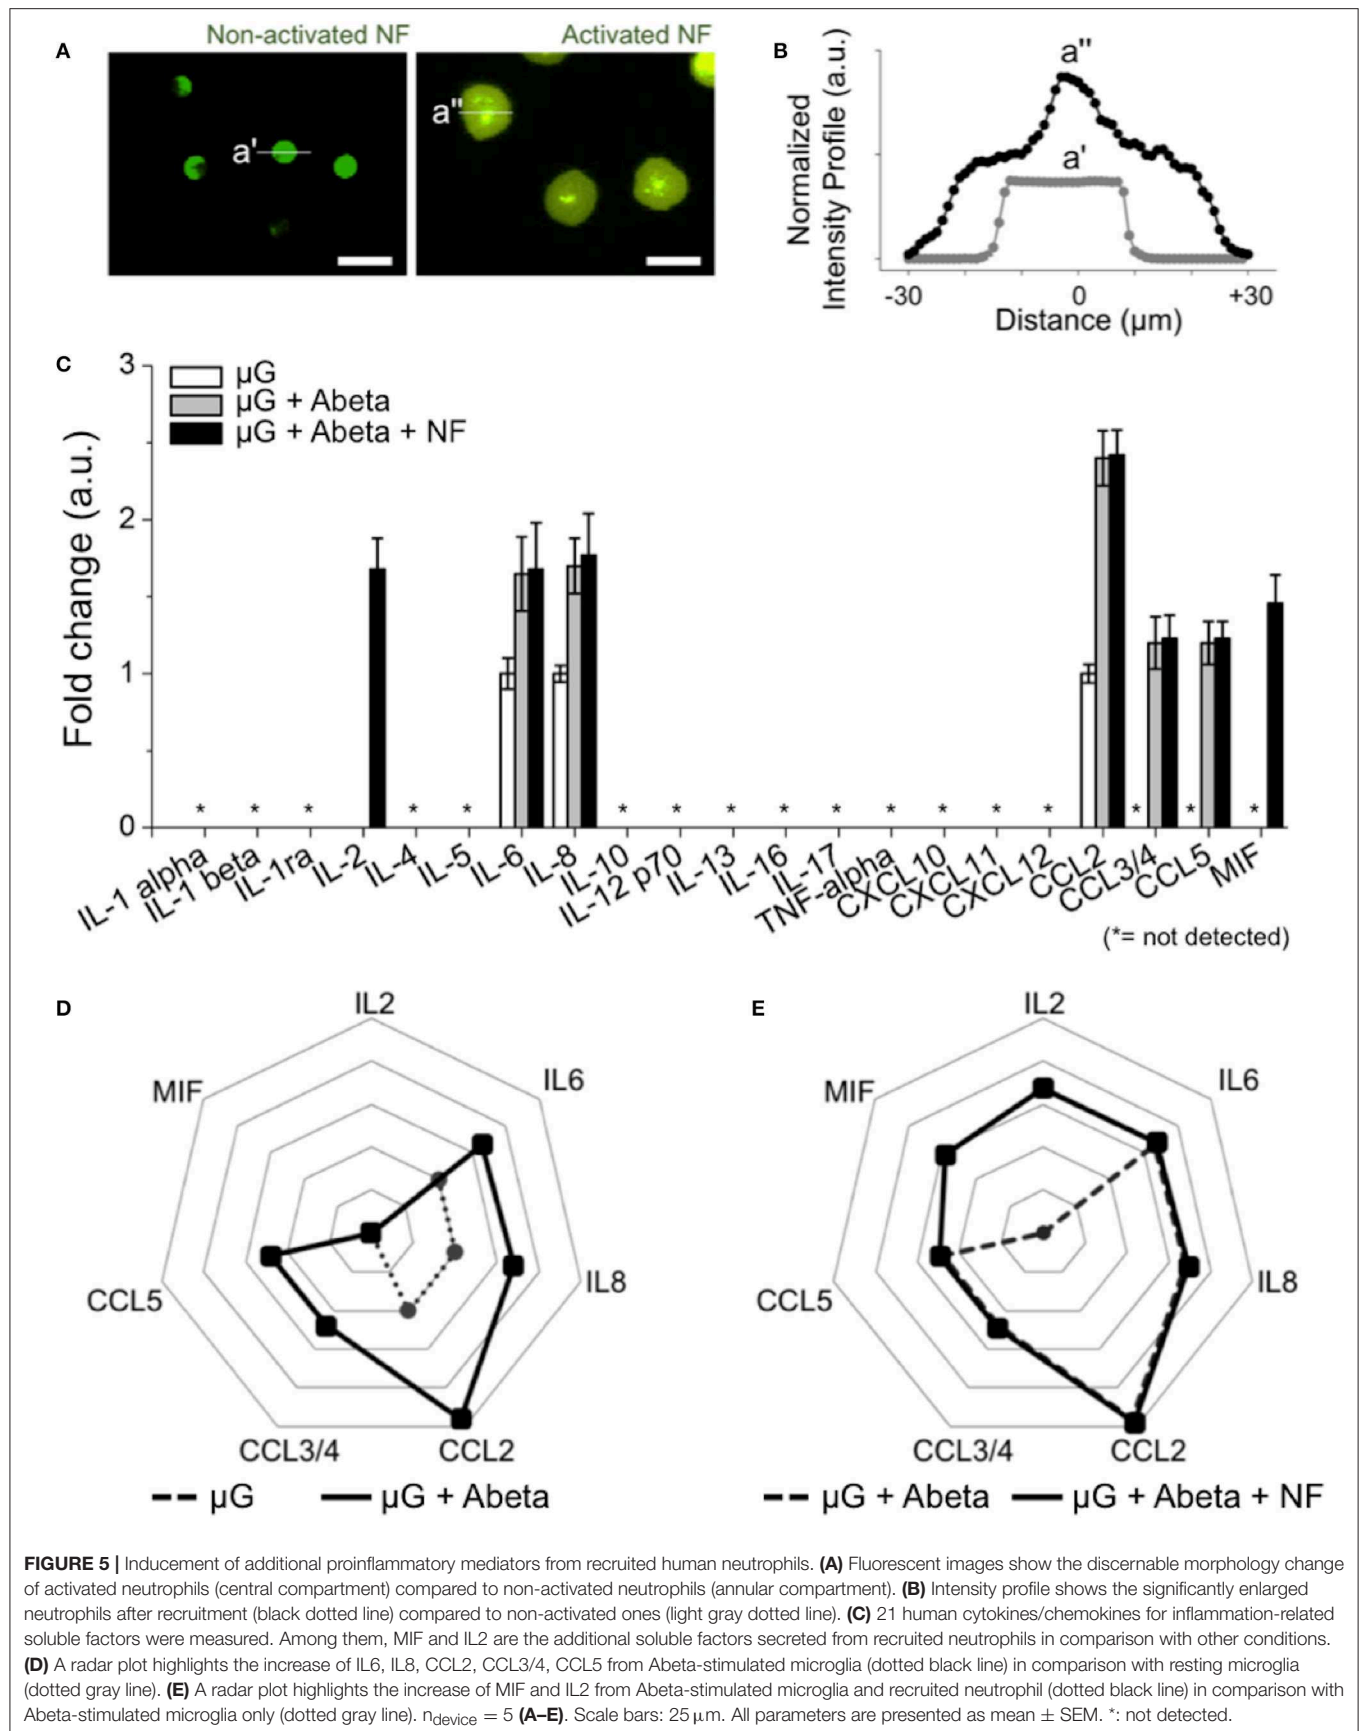 A
Non-activated NF
Activated NF
a'
a"
B
Normalized
Intensity Profile (a.u.)
a"
a'
-30
0
+30
Distance (µm)
C
Fold change (a.u.)
3
2
1
0
µG
µG + Abeta
µG + Abeta + NF
* * * * * * * * * * * * * * * * *
IL-1 alpha
IL-1 beta
IL-1ra
IL-2
IL-4
IL-5
IL-6
IL-8
IL-10
IL-12 p70
IL-13
IL-16
IL-17
TNF-alpha
CXCL10
CXCL11
CXCL12
CCL2
CCL3/4
CCL5
MIF
(*= not detected)
D
IL2
IL6
IL8
CCL2
CCL3/4
CCL5
MIF
µG
µG + Abeta
E
IL2
IL6
IL8
CCL2
CCL3/4
CCL5
MIF
µG + Abeta
µG + Abeta + NF
FIGURE 5 | Inducement of additional proinflammatory mediators from recruited human neutrophils. (A) Fluorescent images show the discernable morphology change
of activated neutrophils (central compartment) compared to non-activated neutrophils (annular compartment). (B) Intensity profile shows the significantly enlarged
neutrophils after recruitment (black dotted line) compared to non-activated ones (light gray dotted line). (C) 21 human cytokines/chemokines for inflammation-related
soluble factors were measured. Among them, MIF and IL2 are the additional soluble factors secreted from recruited neutrophils in comparison with other conditions.
(D) A radar plot highlights the increase of IL6, IL8, CCL2, CCL3/4, CCL5 from Abeta-stimulated microglia (dotted black line) in comparison with resting microglia
(dotted gray line). (E) A radar plot highlights the increase of MIF and IL2 from Abeta-stimulated microglia and recruited neutrophil (dotted black line) in comparison with
Abeta-stimulated microglia only (dotted gray line). ndevice = 5 (A–E). Scale bars: 25 µm. All parameters are presented as mean ± SEM. *: not detected.